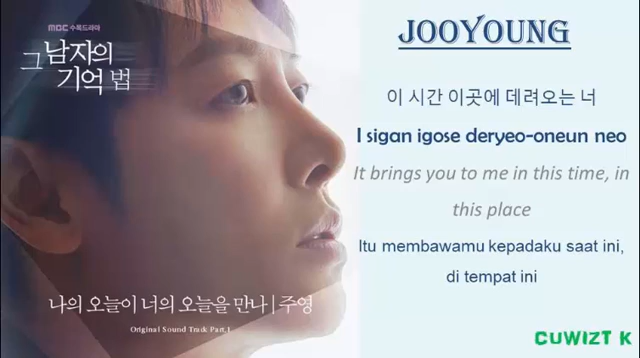 MBC 수목드라마
그 남자의
기억법
나의 오늘이 너의 오늘을 만나 | 주영
Original Sound Track Part.1
JOOYOUNG
이 시간 이곳에 데려오는 너
I sigan igose deryeo-oneun neo
It brings you to me in this time, in
this place
Itu membawamu kepadaku saat ini,
di tempat ini
CUWIZT K